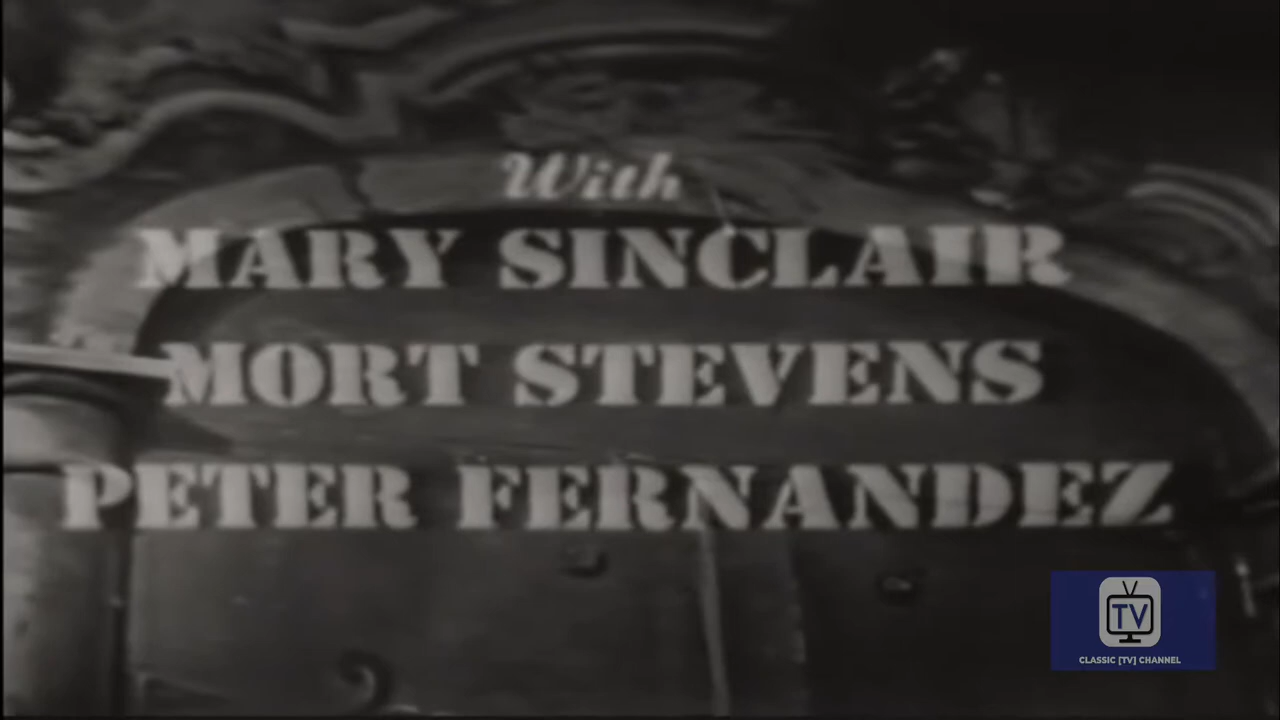 With
MARY SINCLAIR
MORT STEVENS
PETER FERNANDEZ
TV
CLASSIC [TV] CHANNEL